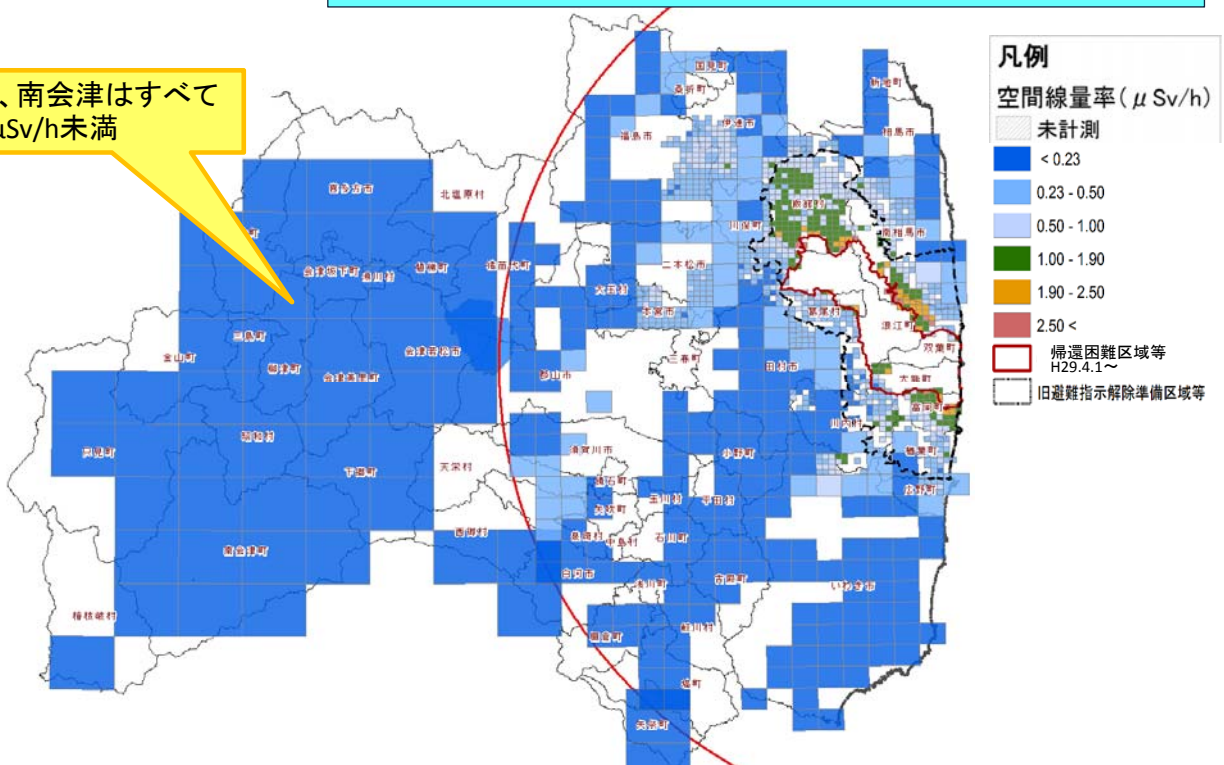 、南会津はすべて
μSv/h未満
凡例
空間線量率(μSv/h)
未計測
< 0.23
0.23 - 0.50
0.50 - 1.00
1.00 - 1.90
1.90 - 2.50
2.50 <
帰還困難区域等
H29.4.1～
旧避難指示解除準備区域等
国見町
桑折町
新地町
伊達市
福島市
相馬市
喜多方市
北塩原村
飯舘村
川俣町
南相馬市
町
会津坂下町
湯川村
磐梯町
猪苗代町
二本松市
大玉村
本宮市
葛尾村
浪江町
双葉町
三島町
金山町
会津若松市
柳津町
会津美里町
三春町
郡山市
田村市
大熊町
富岡町
川内村
只見町
昭和村
下郷町
天栄村
須賀川市
小野町
楢葉町
鏡石町
玉川村
平田村
広野町
矢吹町
西郷村
泉崎村
中島村
石川町
南会津町
白河市
浅川町
古殿町
いわき市
檜枝岐村
棚倉町
鮫川村
塙町
矢祭町